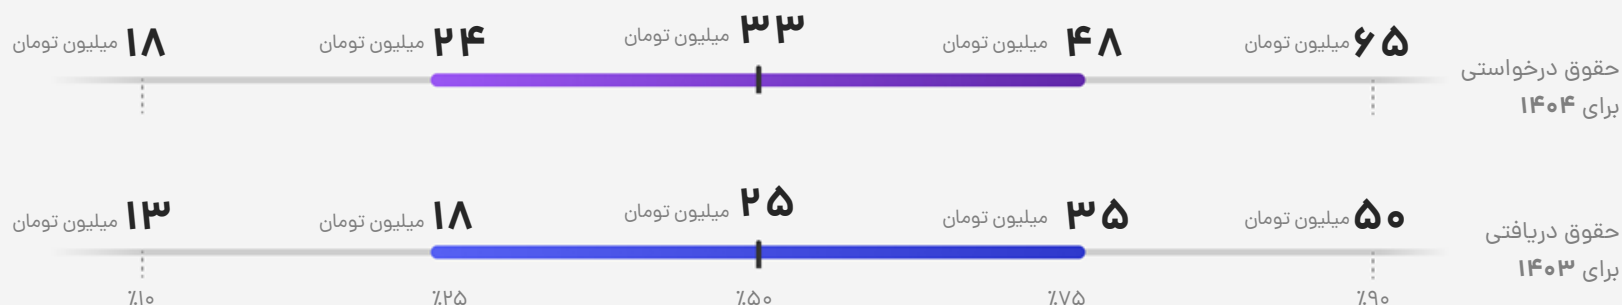 حقوق درخواستی
برای ۱۴۰۴
۶۵ میلیون تومان
۴۸ میلیون تومان
۳۳ میلیون تومان
۲۴ میلیون تومان
۱۸ میلیون تومان
حقوق دریافتی
برای ۱۴۰۳
۵۰ میلیون تومان
۳۵ میلیون تومان
۲۵ میلیون تومان
۱۸ میلیون تومان
۱۳ میلیون تومان
٪۹۰
٪۷۵
٪۵۰
٪۲۵
٪۱۰